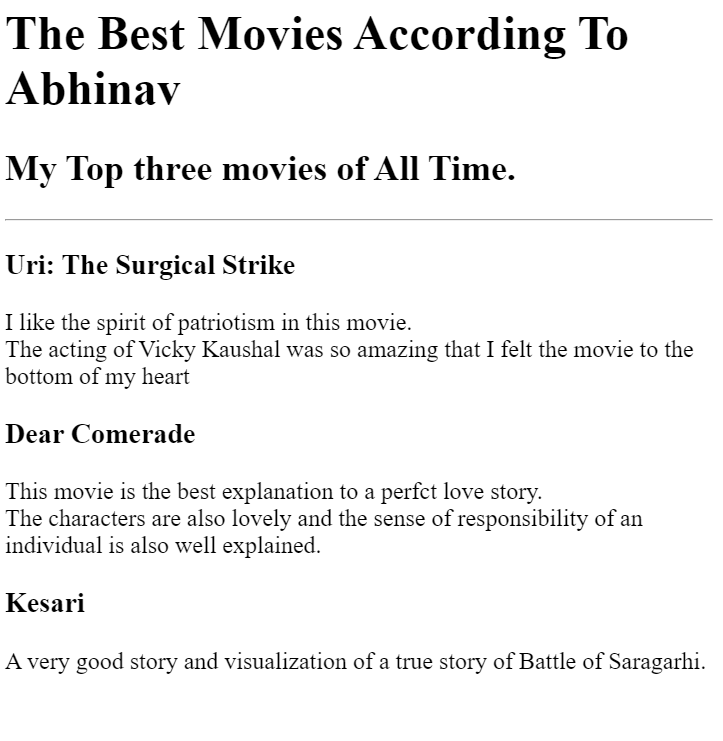 The Best Movies According To
Abhinav
My Top three movies of All Time.
Uri: The Surgical Strike
I like the spirit of patriotism in this movie.
The acting of Vicky Kaushal was so amazing that I felt the movie to the
bottom of my heart
Dear Comerade
This movie is the best explanation to a perfct love story.
The characters are also lovely and the sense of responsibility of an
individual is also well explained.
Kesari
A very good story and visualization of a true story of Battle of Saragarhi.